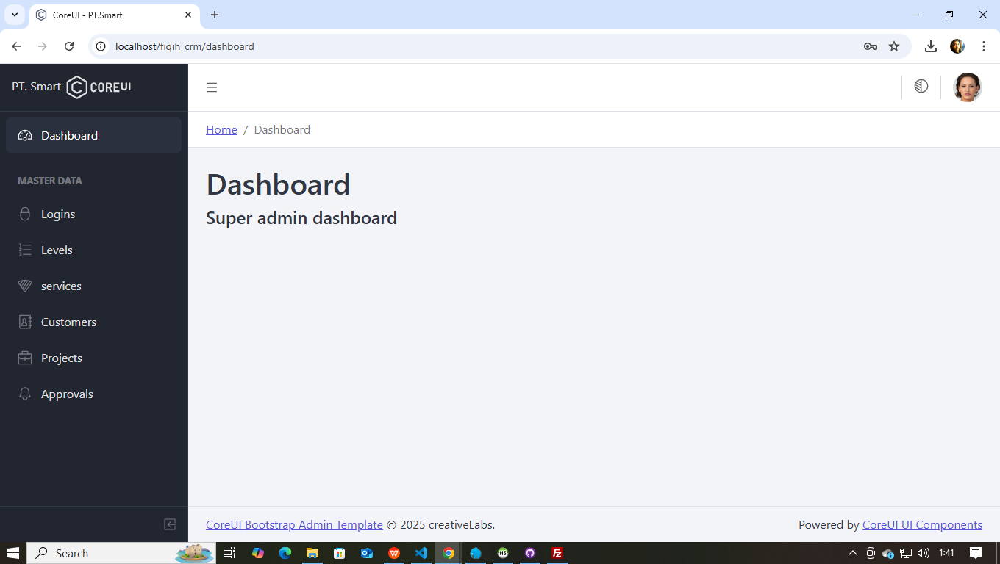 CoreUI - PT.Smart
localhost/fiqih_crm/dashboard
PT. Smart COREUI
Dashboard
MASTER DATA
Logins
Levels
services
Customers
Projects
Approvals
Home / Dashboard
Dashboard
Super admin dashboard
CoreUI Bootstrap Admin Template © 2025 creativeLabs.
Powered by CoreUI UI Components
Search
W
HS
FZ
1:41